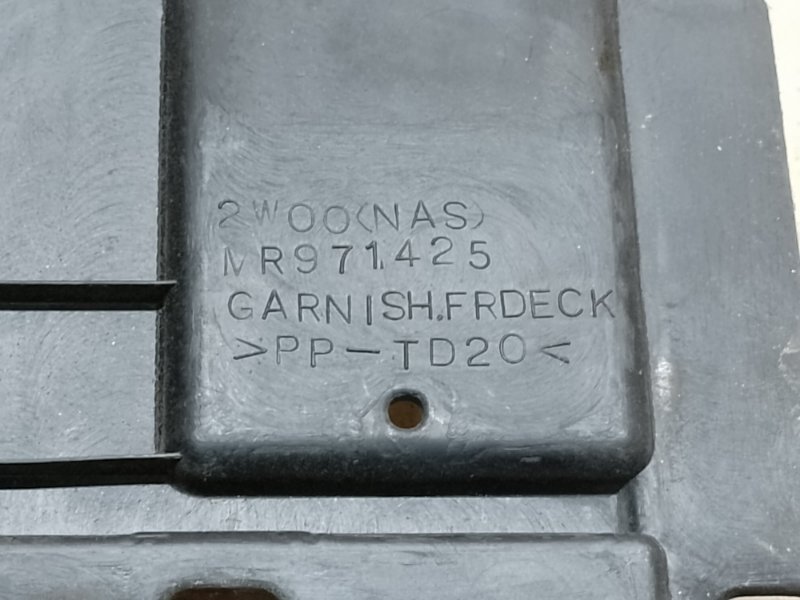 2W00(NAS)
MR971425
GARNISH.FRDECK
>PP-TD20<